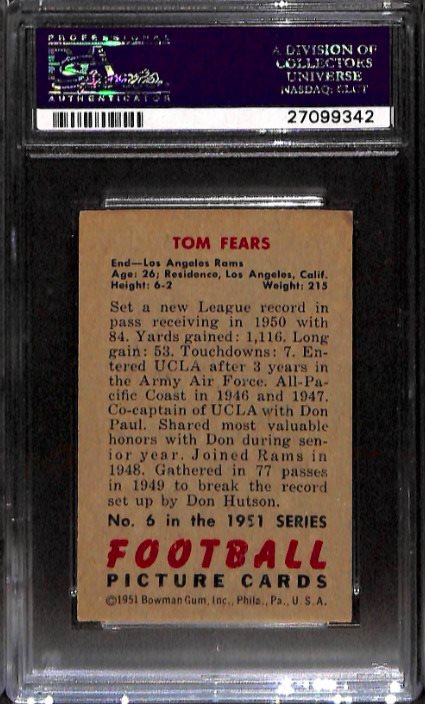 PROFESSIONAL
A DIVISION OF
COLLECTORS
UNIVERSE
NASDAQ: CLCT
AUTHENTICATOR
27099342
TOM FEARS
End—Los Angeles Rams
Age: 26; Residence, Los Angeles, Calif.
Height: 6-2 Weight: 215
Set a new League record in
pass receiving in 1950 with
84. Yards gained: 1,116. Long
gain: 53. Touchdowns: 7. En-
tered UCLA after 3 years in
the Army Air Force. All-Pa-
cific Coast in 1946 and 1947.
Co-captain of UCLA with Don
Paul. Shared most valuable
honors with Don during sen-
ior year. Joined Rams in
1948. Gathered in 77 passes
in 1949 to break the record
set up by Don Hutson.
No. 6 in the 1951 SERIES
FOOTBALL
PICTURE CARDS
©1951 Bowman Gum, Inc., Phila., Pa., U. S. A.